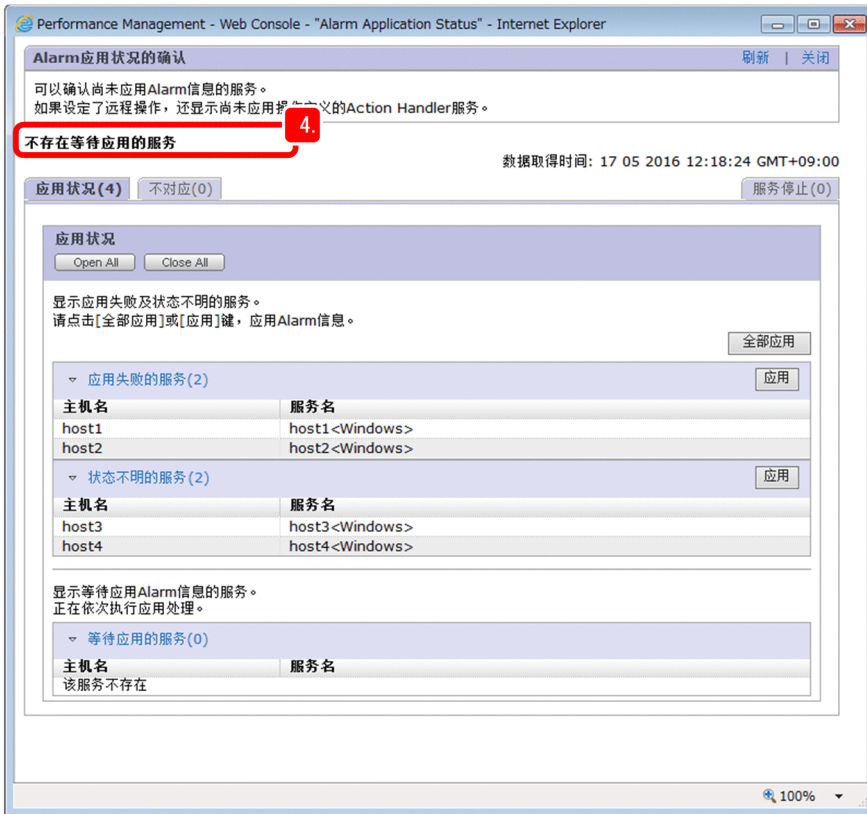 Performance Management - Web Console - "Alarm Application Status" - Internet Explorer
Alarm应用状况的确认
刷新 | 关闭
可以确认尚未应用Alarm信息的服务。
如果设定了远程操作，还显示尚未应用操作定义的Action Handler服务。
4.
不存在等待应用的服务
数据取得时间: 17 05 2016 12:18:24 GMT+09:00
应用状况(4) 不对应(0) 服务停止(0)
应用状况
Open All Close All
显示应用失败及状态不明的服务。
请点击[全部应用]或[应用]键，应用Alarm信息。
全部应用
应用失败的服务(2) 应用
主机名 服务名
host1 host1<Windows>
host2 host2<Windows>
状态不明的服务(2) 应用
主机名 服务名
host3 host3<Windows>
host4 host4<Windows>
显示等待应用Alarm信息的服务。
正在依次执行应用处理。
等待应用的服务(0)
主机名 服务名
该服务不存在
100%